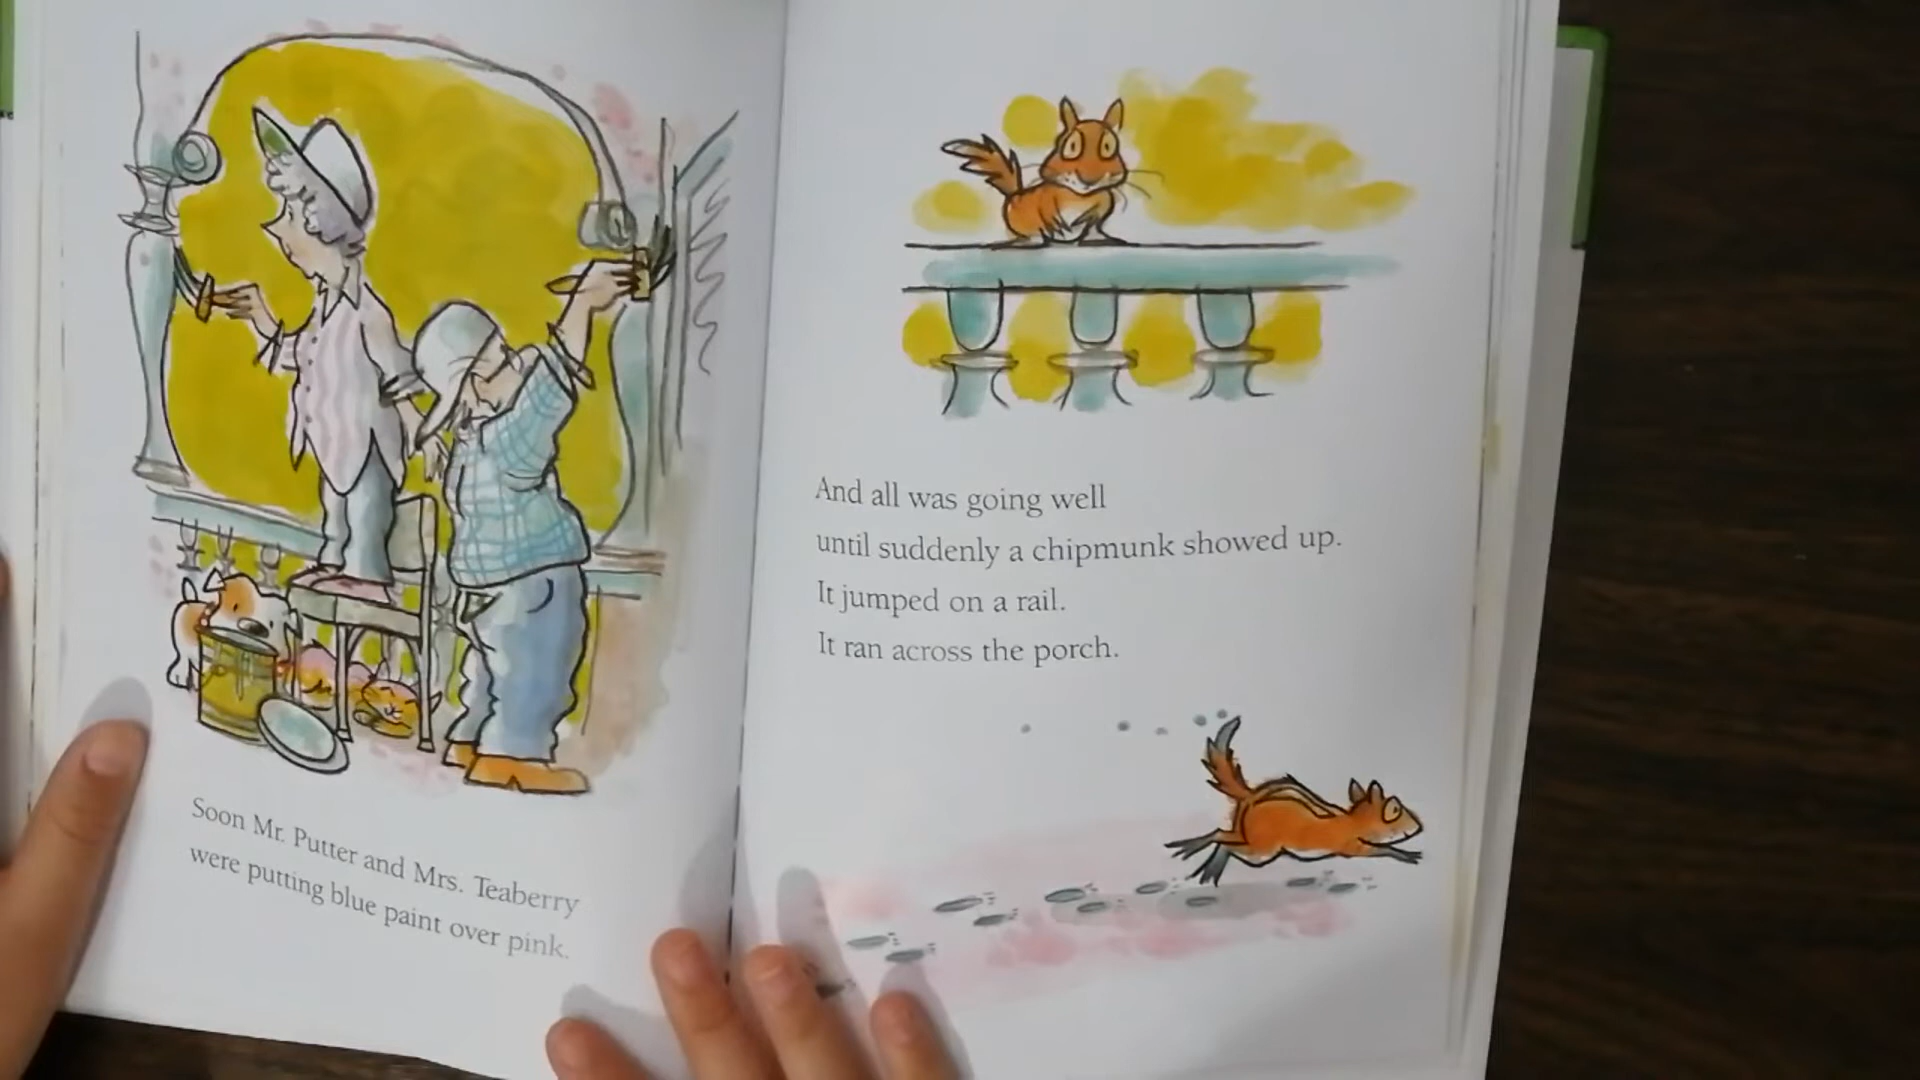 Soon Mr. Putter and Mrs. Teaberry
were putting blue paint over pink.
And all was going well
until suddenly a chipmunk showed up.
It jumped on a rail.
It ran across the porch.